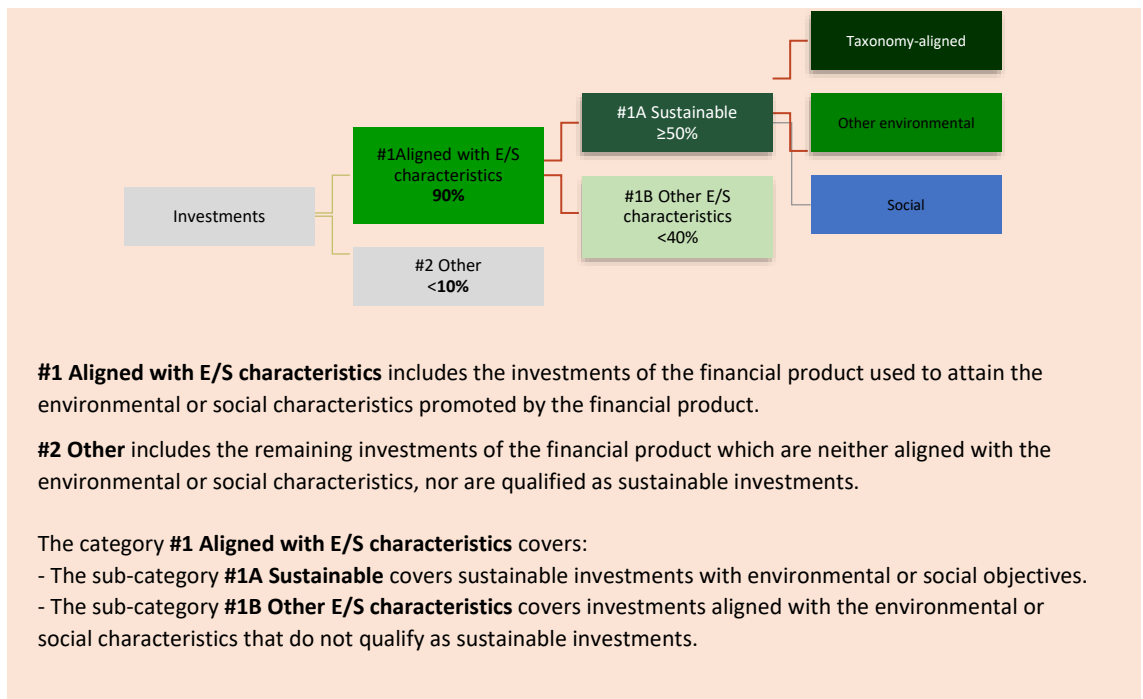 Taxonomy-aligned
#1A Sustainable
≥50%
Other environmental
#1Aligned with E/S
characteristics
90%
#1B Other E/S
characteristics
<40%
Investments
Social
#2 Other
<10%
#1 Aligned with E/S characteristics includes the investments of the financial product used to attain the
environmental or social characteristics promoted by the financial product.
#2 Other includes the remaining investments of the financial product which are neither aligned with the
environmental or social characteristics, nor are qualified as sustainable investments.
The category #1 Aligned with E/S characteristics covers:
- The sub-category #1A Sustainable covers sustainable investments with environmental or social objectives.
- The sub-category #1B Other E/S characteristics covers investments aligned with the environmental or
social characteristics that do not qualify as sustainable investments.